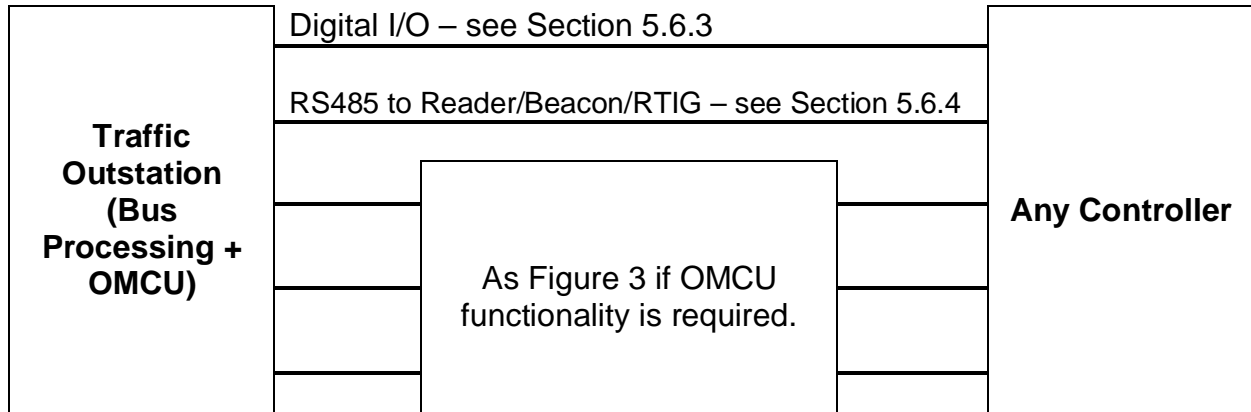 Digital I/O – see Section 5.6.3
RS485 to Reader/Beacon/RTIG – see Section 5.6.4
Traffic
Outstation
(Bus
Processing +
OMCU)
As Figure 3 if OMCU
functionality is required.
Any Controller